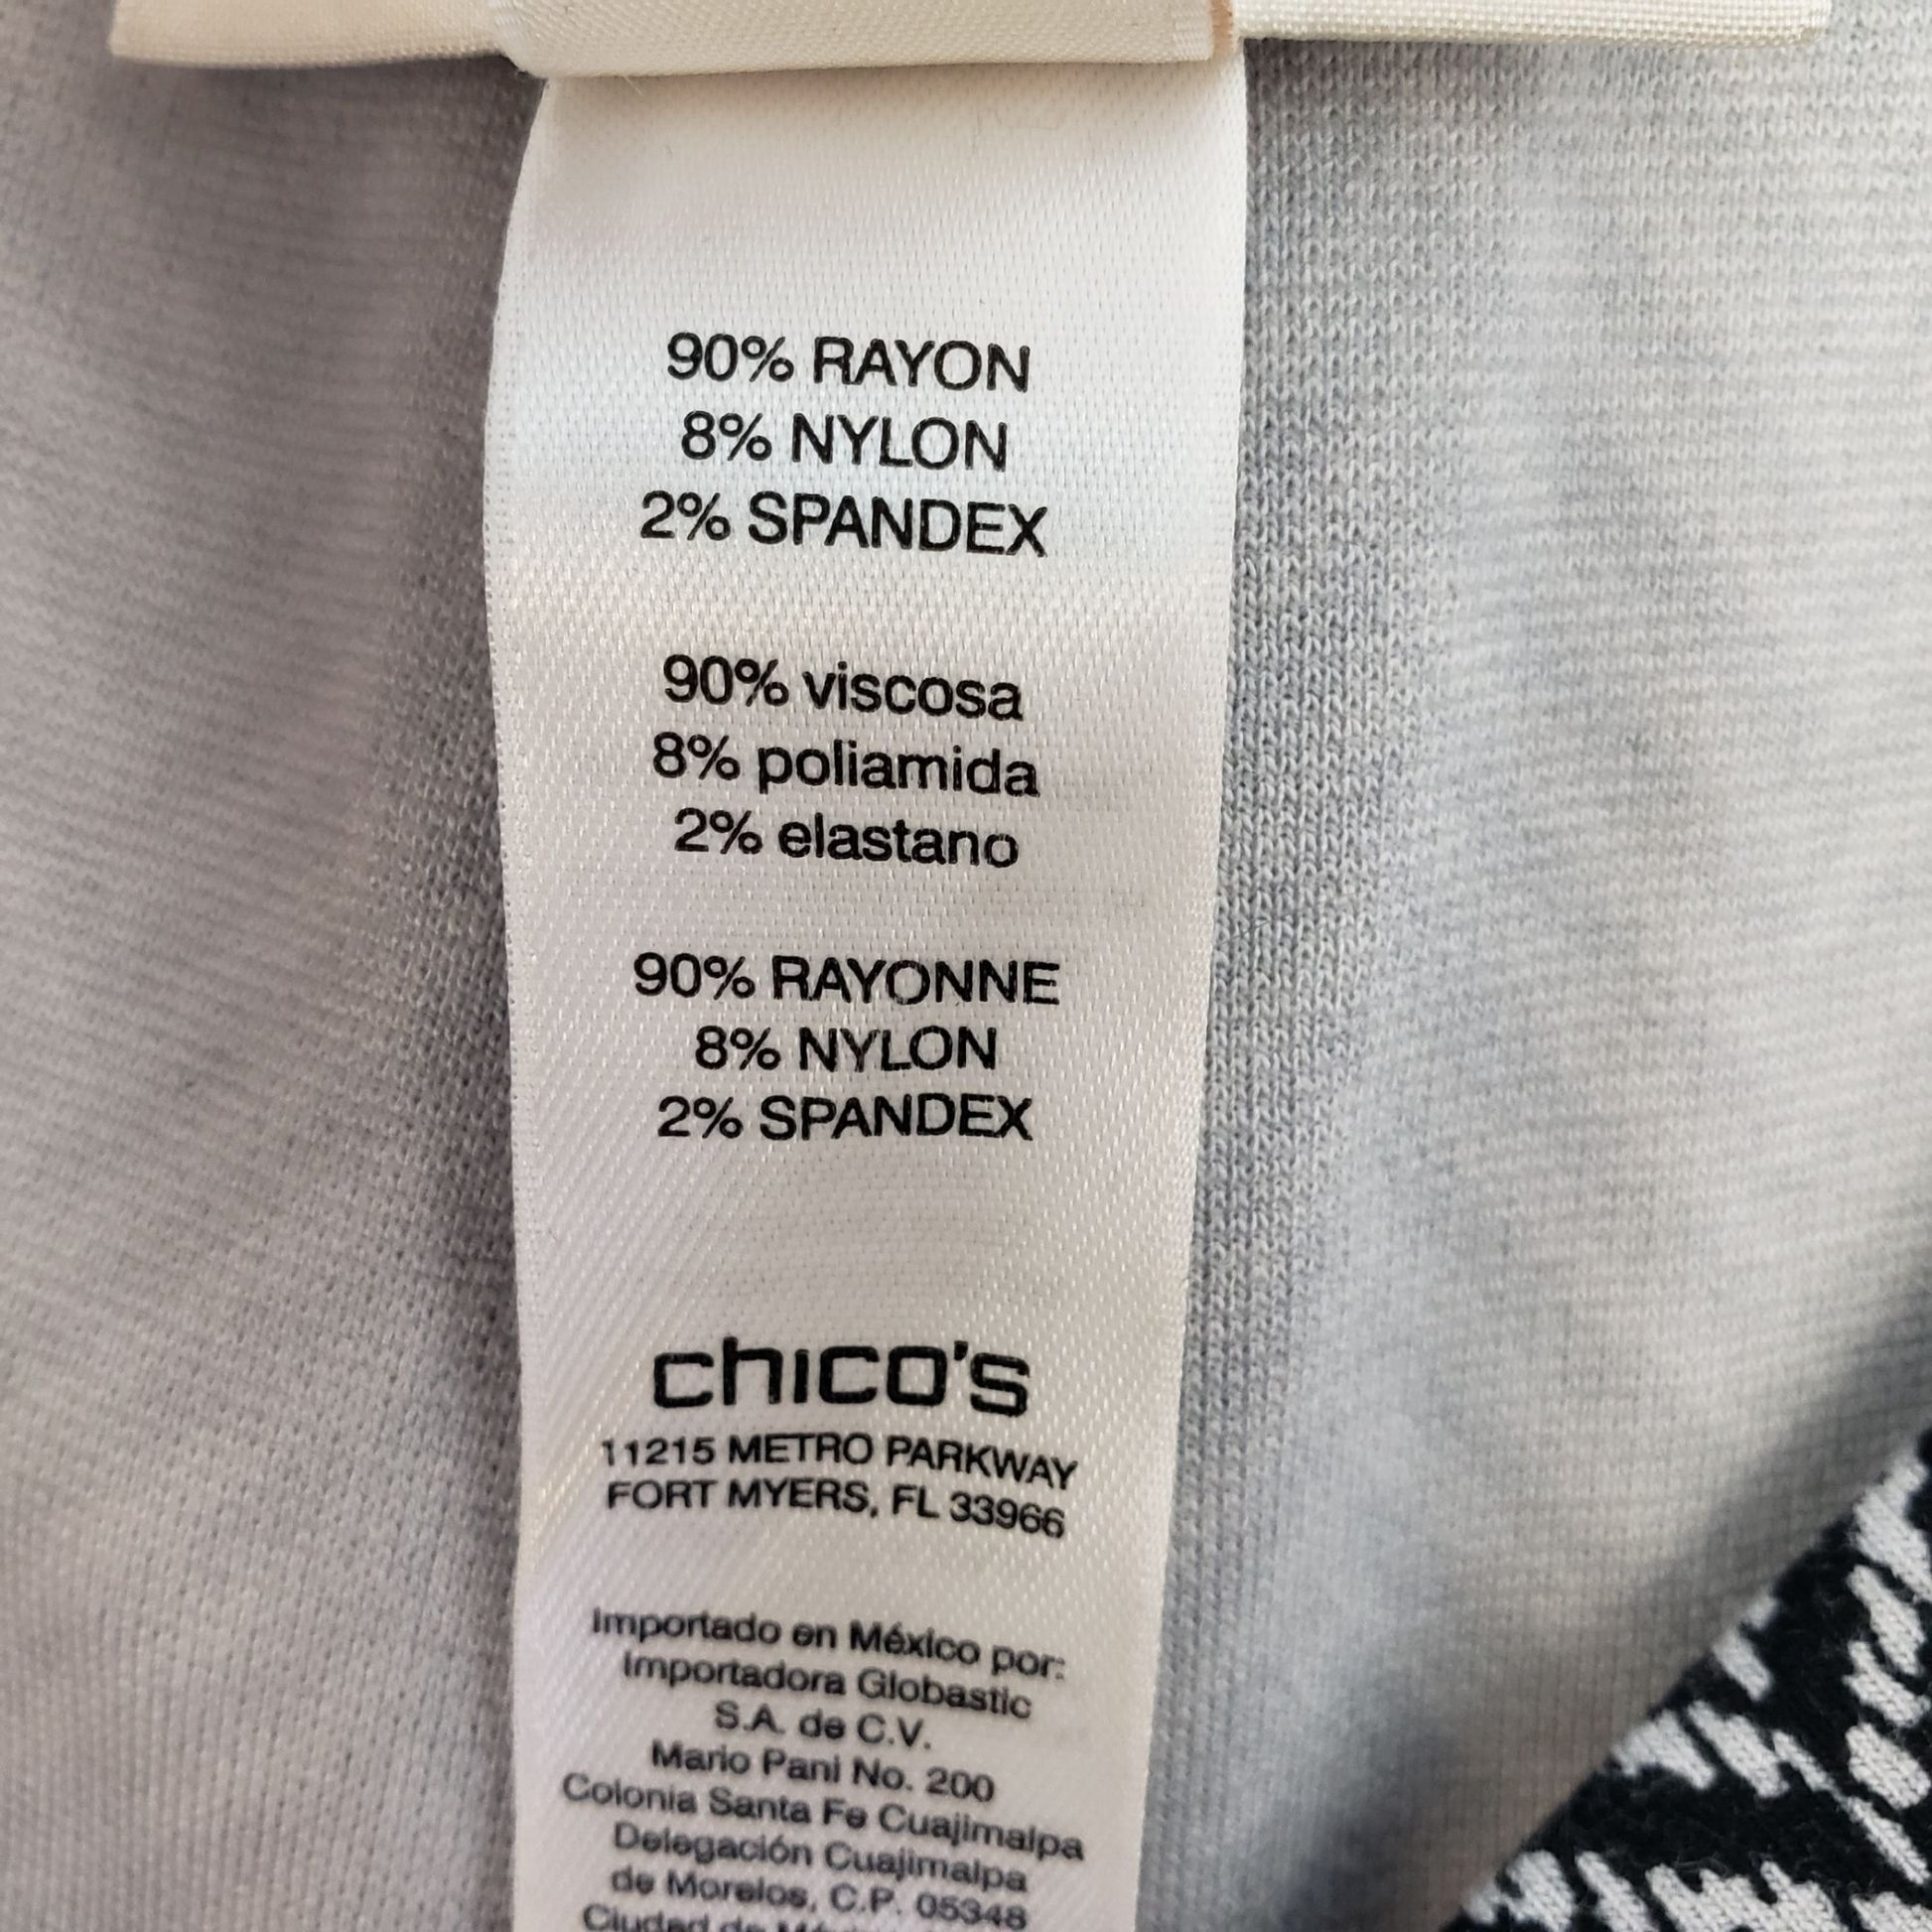 90% RAYON
8% NYLON
2% SPANDEX
90% viscosa
8% poliamida
2% elastano
90% RAYONNE
8% NYLON
2% SPANDEX
chico's
11215 METRO PARKWAY
FORT MYERS, FL 33966
Importado en México por:
Importadora Globastic
S.A. de C.V.
Mario Pani No. 200
Colonia Santa Fe Cuajimalpa
Delegación Cuajimalpa
de Morelos, C.P. 05348
Ciudad de